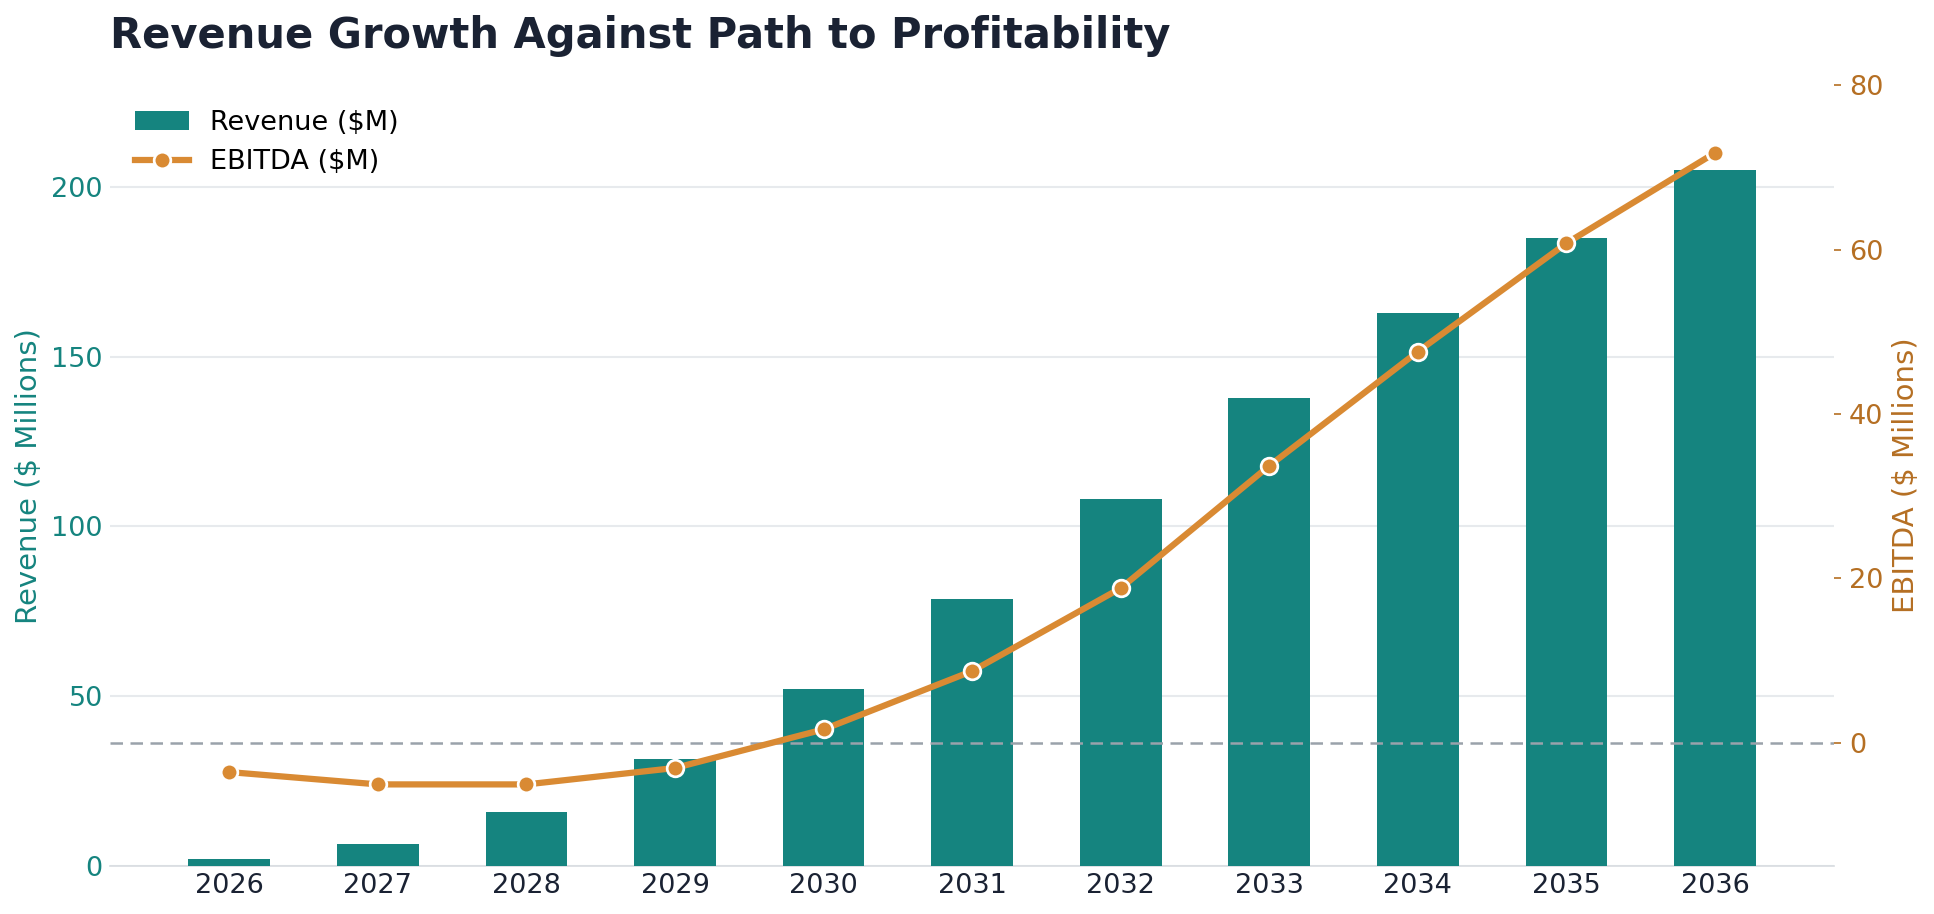 Revenue Growth Against Path to Profitability
Revenue ($M)
EBITDA ($M)
Revenue ($ Millions)
200
150
100
50
0
80
60
40
20
0
EBITDA ($ Millions)
2026 2027 2028 2029 2030 2031 2032 2033 2034 2035 2036